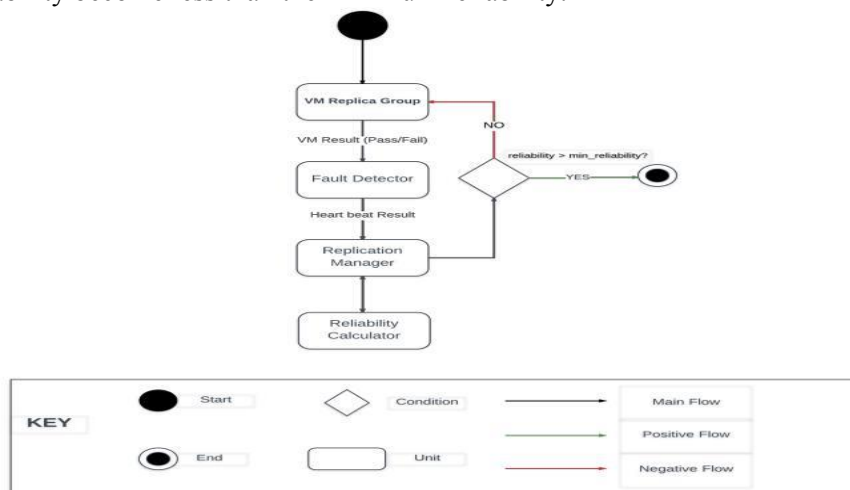 VM Replica Group
NO
VM Result (Pass/Fail)
reliability > min_reliability?
Fault Detector
YES
Heart beat Result
Replication
Manager
Reliability
Calculator
Start
Condition
Main Flow
KEY
Positive Flow
End
Unit
Negative Flow